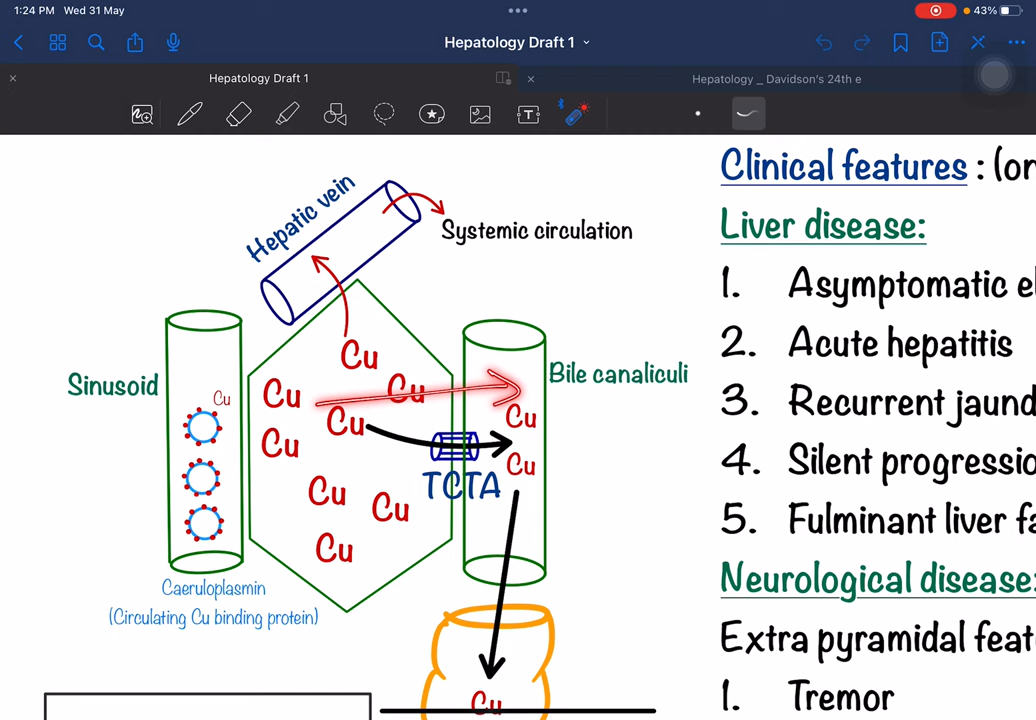 1:24 PM Wed 31 May
43%
Hepatology Draft 1
Hepatology Draft 1
Hepatology _ Davidson's 24th e
T
Hepatic vein
Systemic circulation
Sinusoid
Cu
Cu
Cu
Cu
Cu
Cu
Cu
Cu
Cu
Bile canaliculi
Cu
Cu
TCTA
Caeruloplasmin
(Circulating Cu binding protein)
Cu
Clinical features : (or
Liver disease:
1. Asymptomatic el
2. Acute hepatitis
3. Recurrent jaund
4. Silent progressio
5. Fulminant liver fa
Neurological disease:
Extra pyramidal feat
1. Tremor